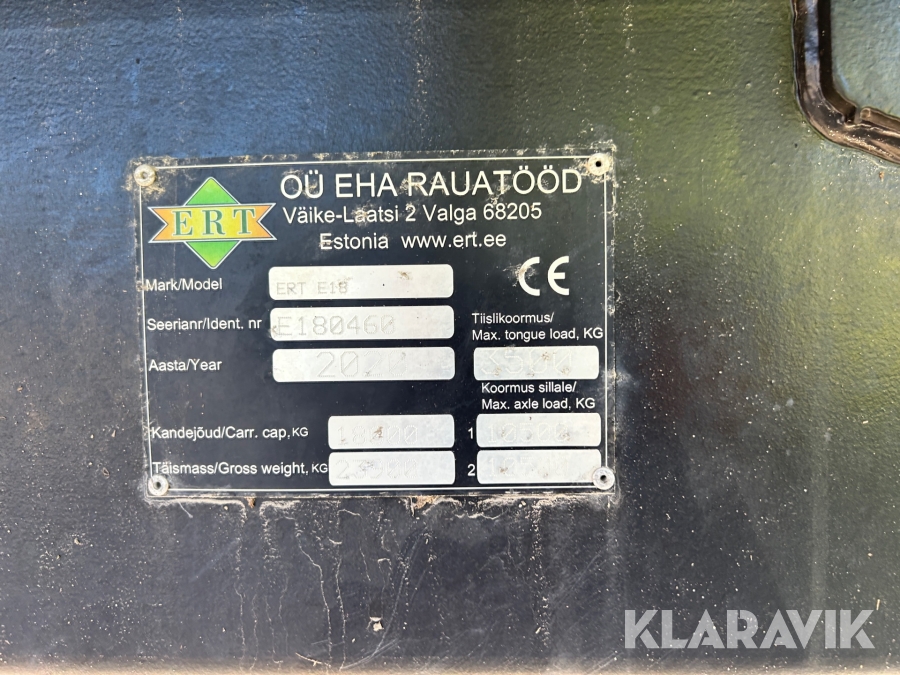 ERT
OÜ EHA RAUATÖÖD
Väike-Laatsi 2 Valga 68205
Estonia www.ert.ee
CE
Mark/Model ERT E18
Seerianr/Ident. nr E180460
Tiislikoormus/
Max. tongue load, KG
Aasta/Year
Koormus sillale/
Max. axle load, KG
Kandejõud/Carr. cap, KG
1
Täismass/Gross weight, KG
2
KLARAVIK